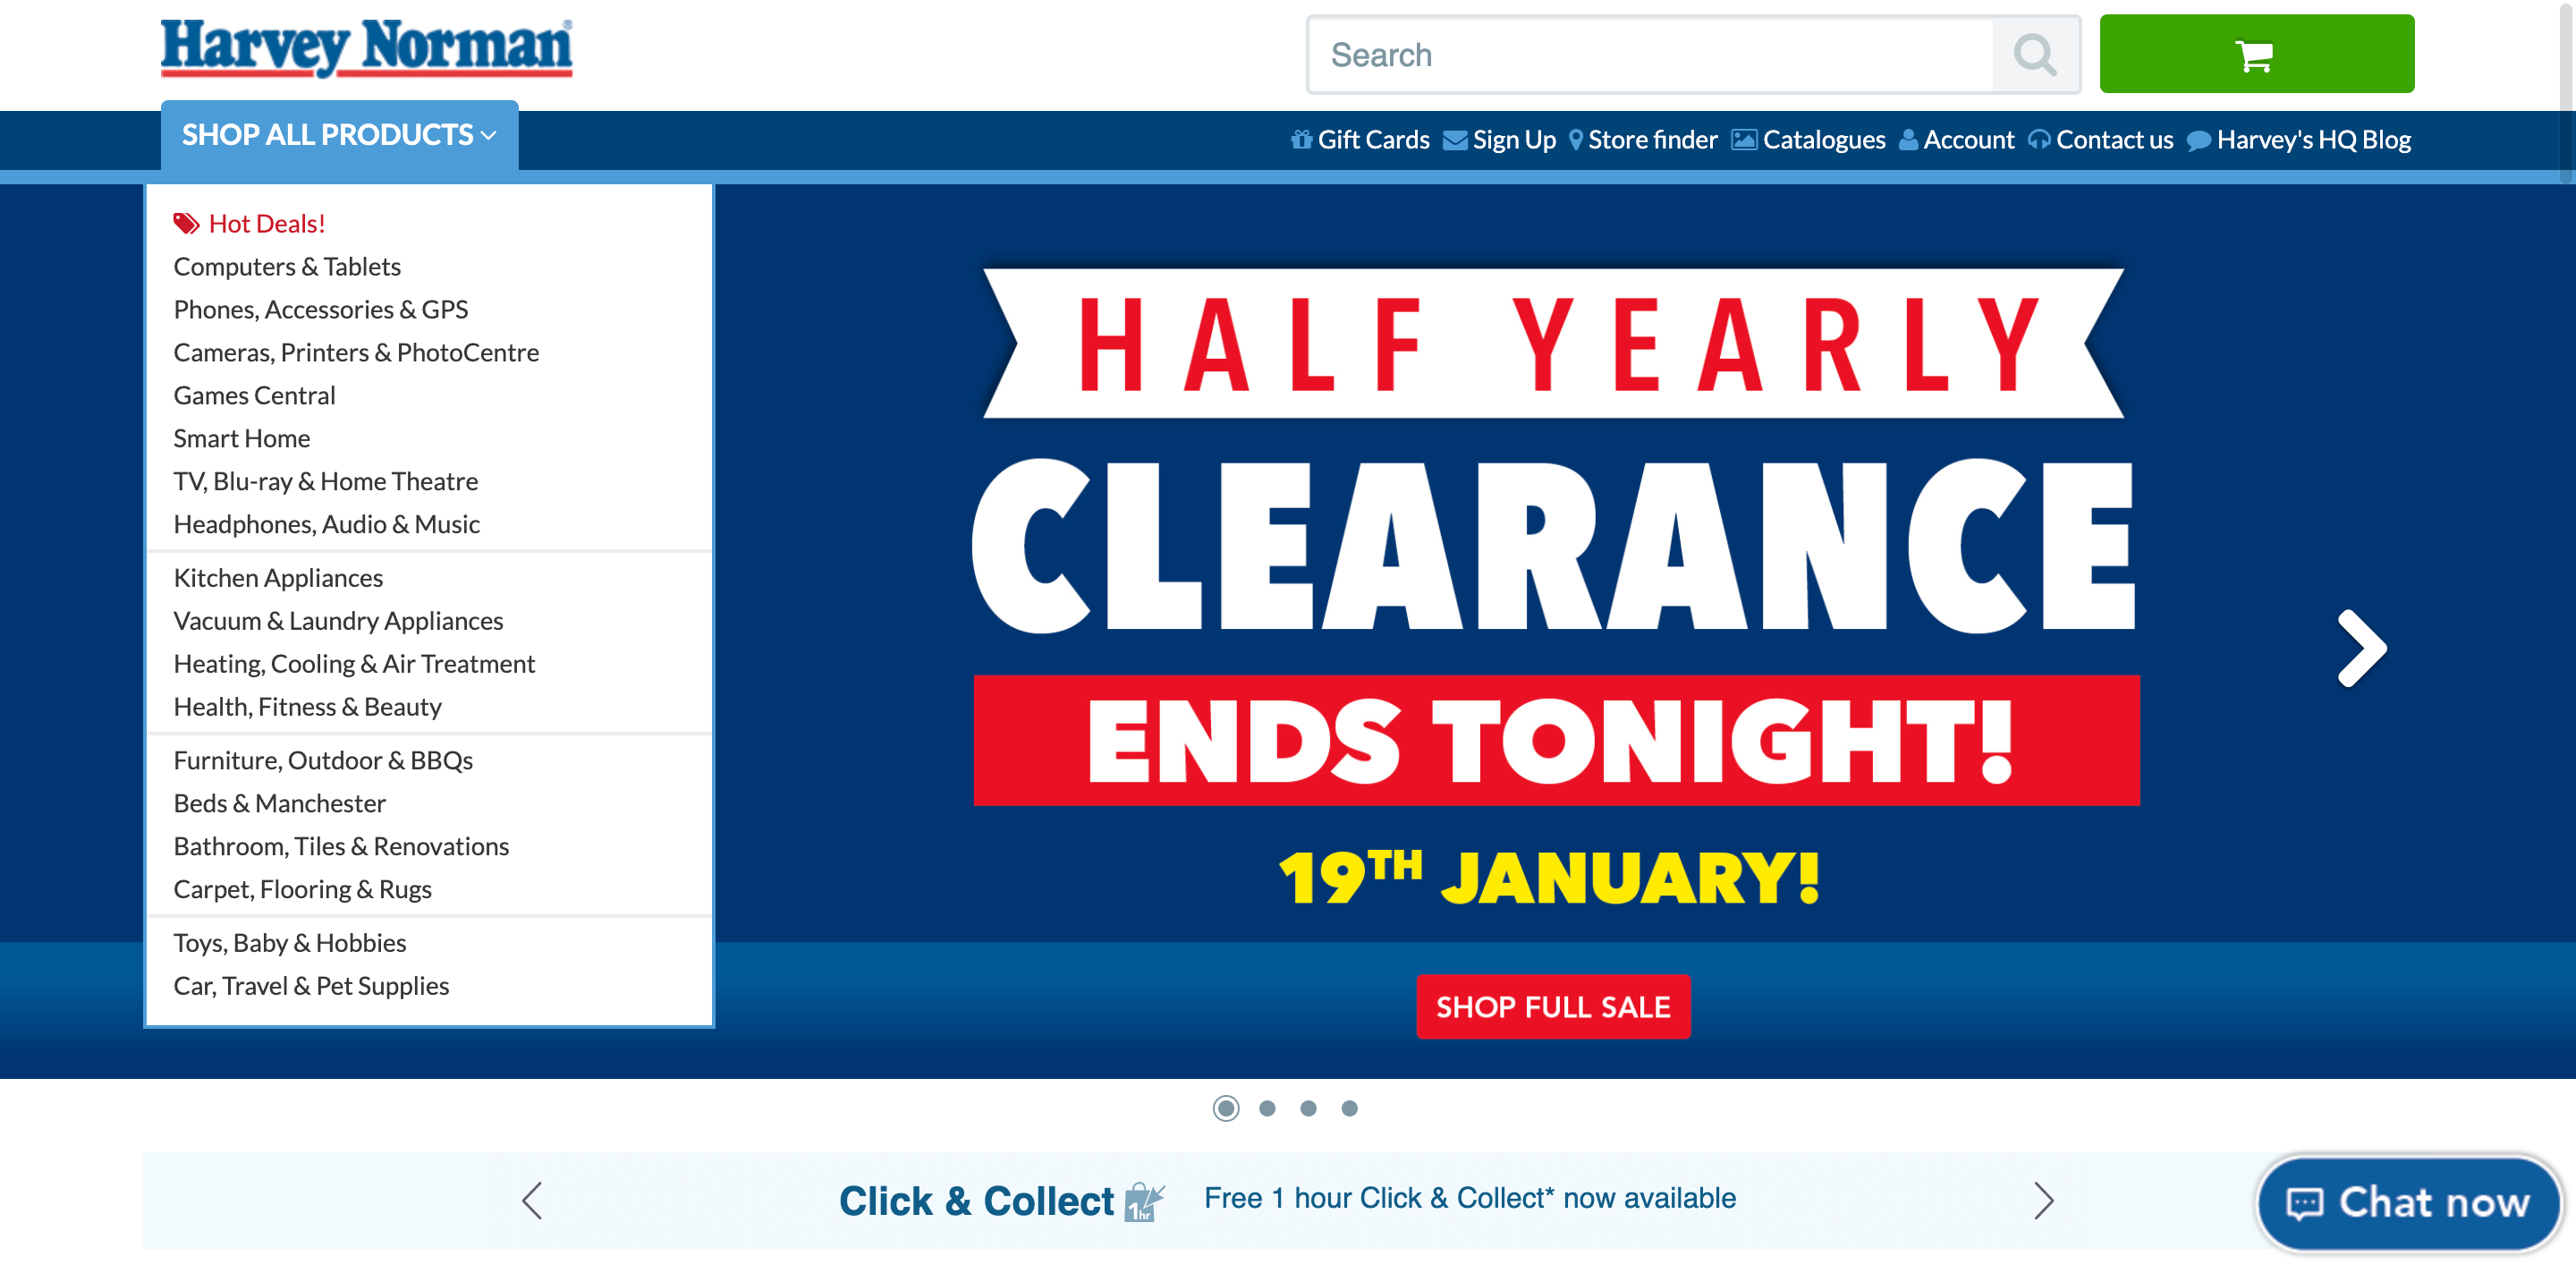 Harvey Norman®
Search
SHOP ALL PRODUCTS
Gift Cards Sign Up Store finder Catalogues Account Contact us Harvey's HQ Blog
Hot Deals!
Computers & Tablets
Phones, Accessories & GPS
Cameras, Printers & PhotoCentre
Games Central
Smart Home
TV, Blu-ray & Home Theatre
Headphones, Audio & Music
Kitchen Appliances
Vacuum & Laundry Appliances
Heating, Cooling & Air Treatment
Health, Fitness & Beauty
Furniture, Outdoor & BBQs
Beds & Manchester
Bathroom, Tiles & Renovations
Carpet, Flooring & Rugs
Toys, Baby & Hobbies
Car, Travel & Pet Supplies
HALF YEARLY
CLEARANCE
ENDS TONIGHT!
19TH JANUARY!
SHOP FULL SALE
Click & Collect 1hr Free 1 hour Click & Collect* now available
Chat now